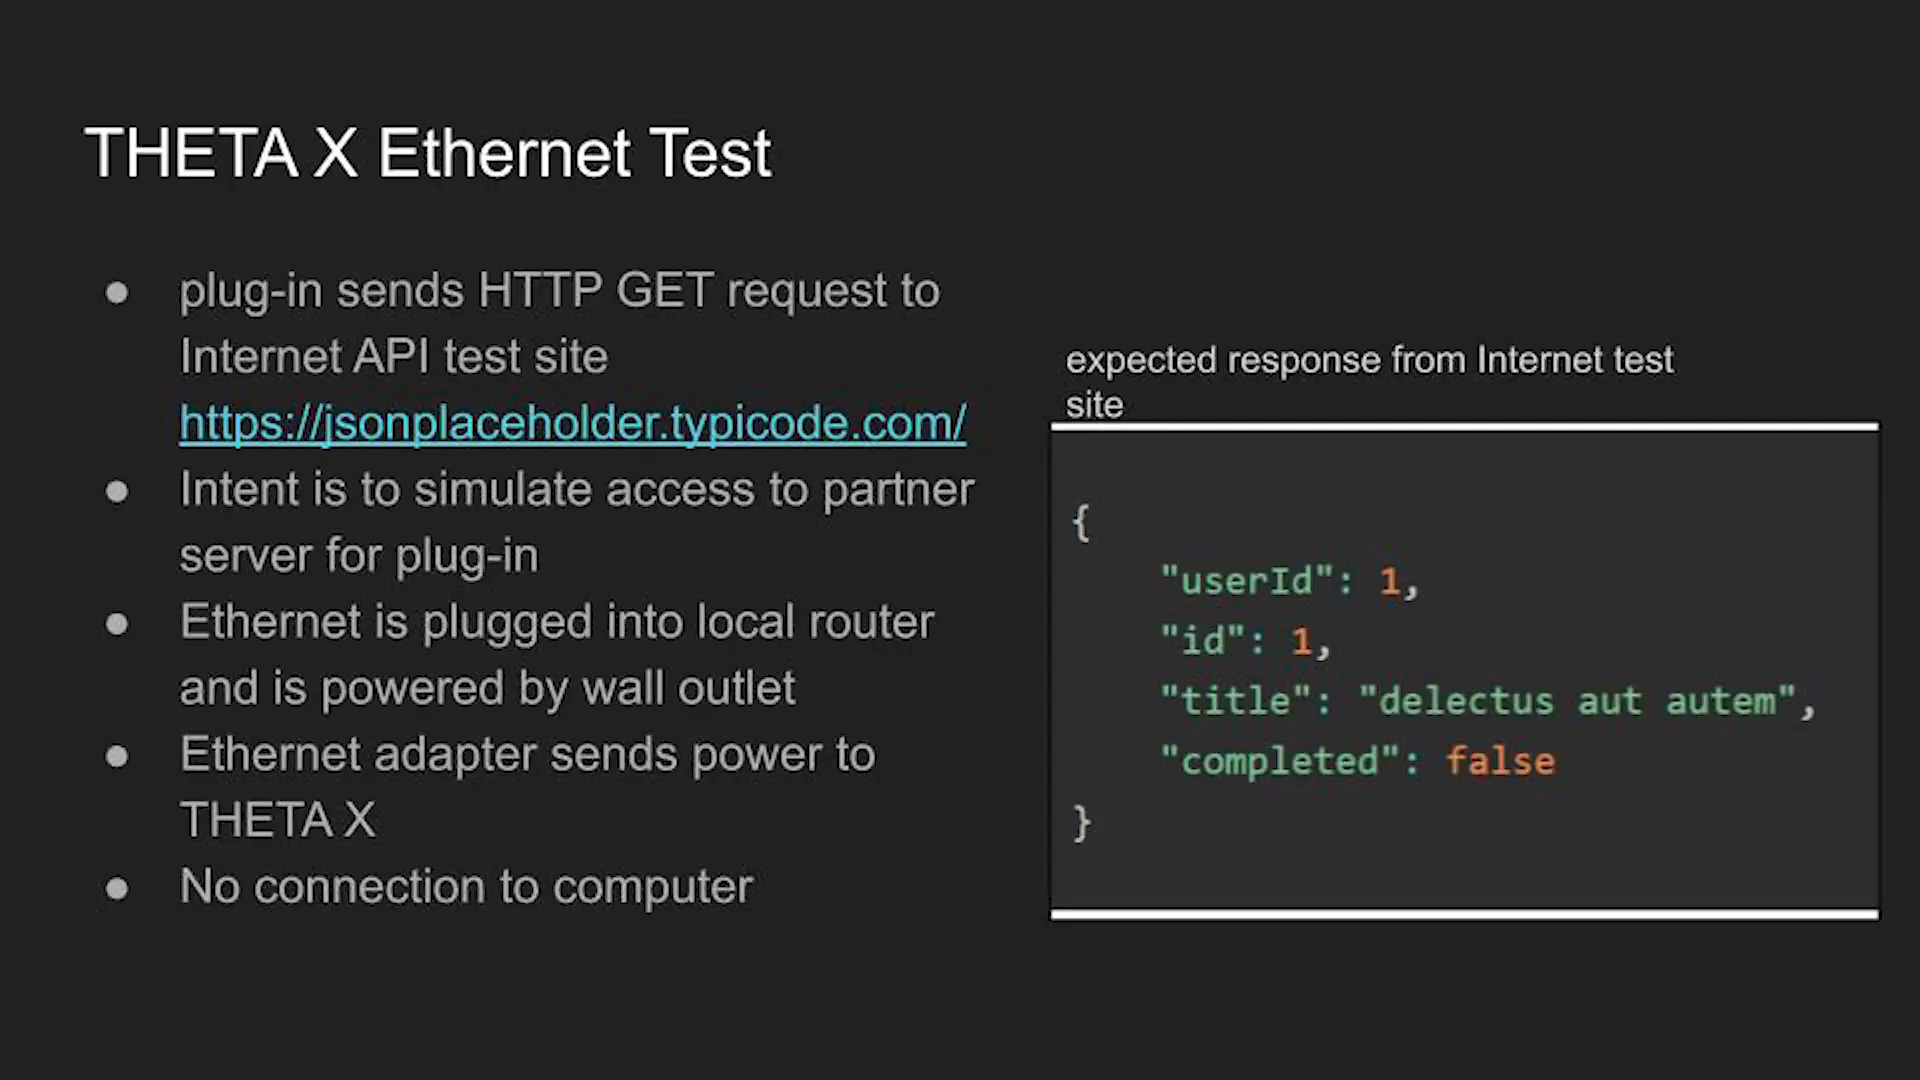 THETA X Ethernet Test
● plug-in sends HTTP GET request to
Internet API test site
https://jsonplaceholder.typicode.com/
● Intent is to simulate access to partner
server for plug-in
● Ethernet is plugged into local router
and is powered by wall outlet
● Ethernet adapter sends power to
THETA X
● No connection to computer
expected response from Internet test
site
{
"userId": 1,
"id": 1,
"title": "delectus aut autem",
"completed": false
}